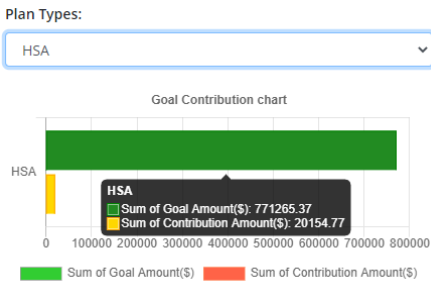 Plan Types:
HSA
Goal Contribution chart
HSA
HSA
Sum of Goal Amount($): 771265.37
Sum of Contribution Amount($): 20154.77
0 100000 200000 300000 400000 500000 600000 700000 800000
Sum of Goal Amount($) Sum of Contribution Amount($)